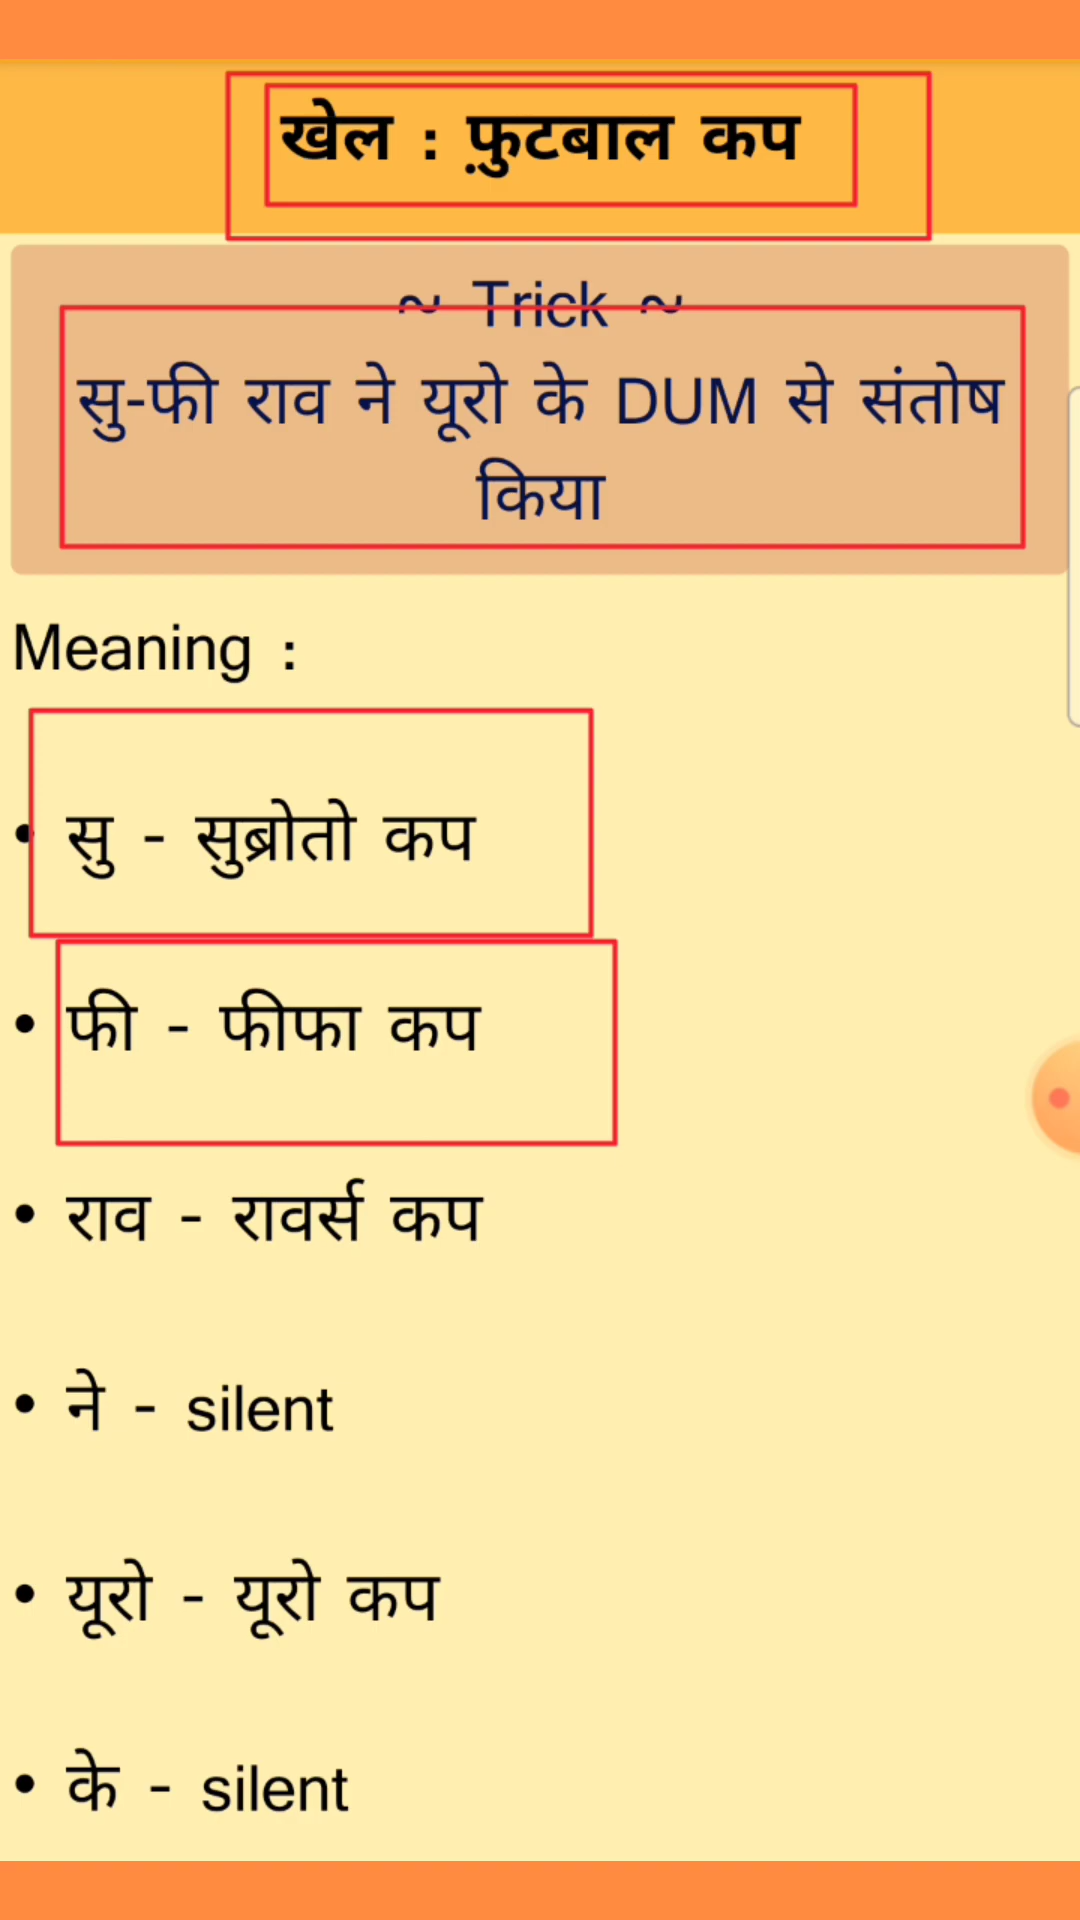 खेल : फ़ुटबाल कप
~ Trick ~
सु-फी राव ने यूरो के DUM से संतोष
किया
Meaning :
• सु - सुब्रोतो कप
• फी - फीफा कप
• राव - रावर्स कप
• ने - silent
• यूरो - यूरो कप
• के - silent